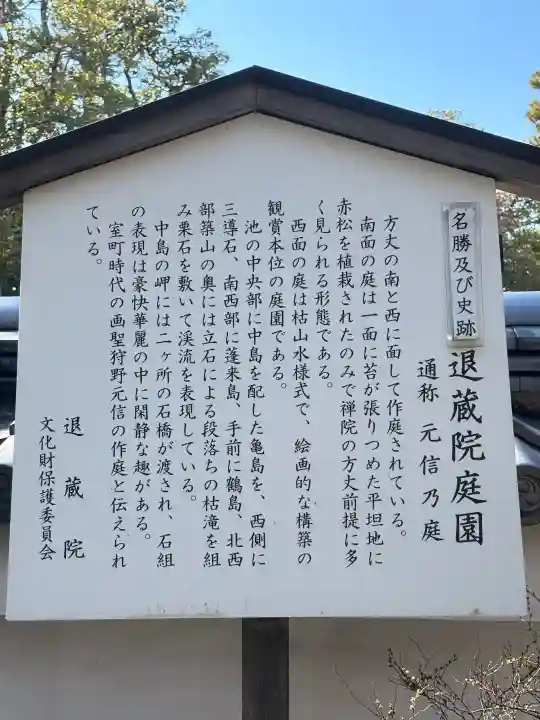 名勝及び史跡
退蔵院庭園
通称 元信乃庭
方丈の南と西に面して作庭されている。
南面の庭は一面に苔が張りつめた平坦地に
赤松を植栽されたのみで禅院の方丈前提に多
く見られる形態である。
西面の庭は枯山水様式で、絵画的な構築の
観賞本位の庭園である。
池の中央部に中島を配した亀島を、西側に
三導石、南西部に蓬来島、手前に鶴島、北西
部築山の奥には立石による段落ちの枯滝を組
み栗石を敷いて渓流を表現している。
中島の岬には二ヶ所の石橋が渡され、石組
の表現は豪快華麗の中に閑静な趣がある。
室町時代の画聖狩野元信の作庭と伝えられ
ている。
退蔵院
文化財保護委員会